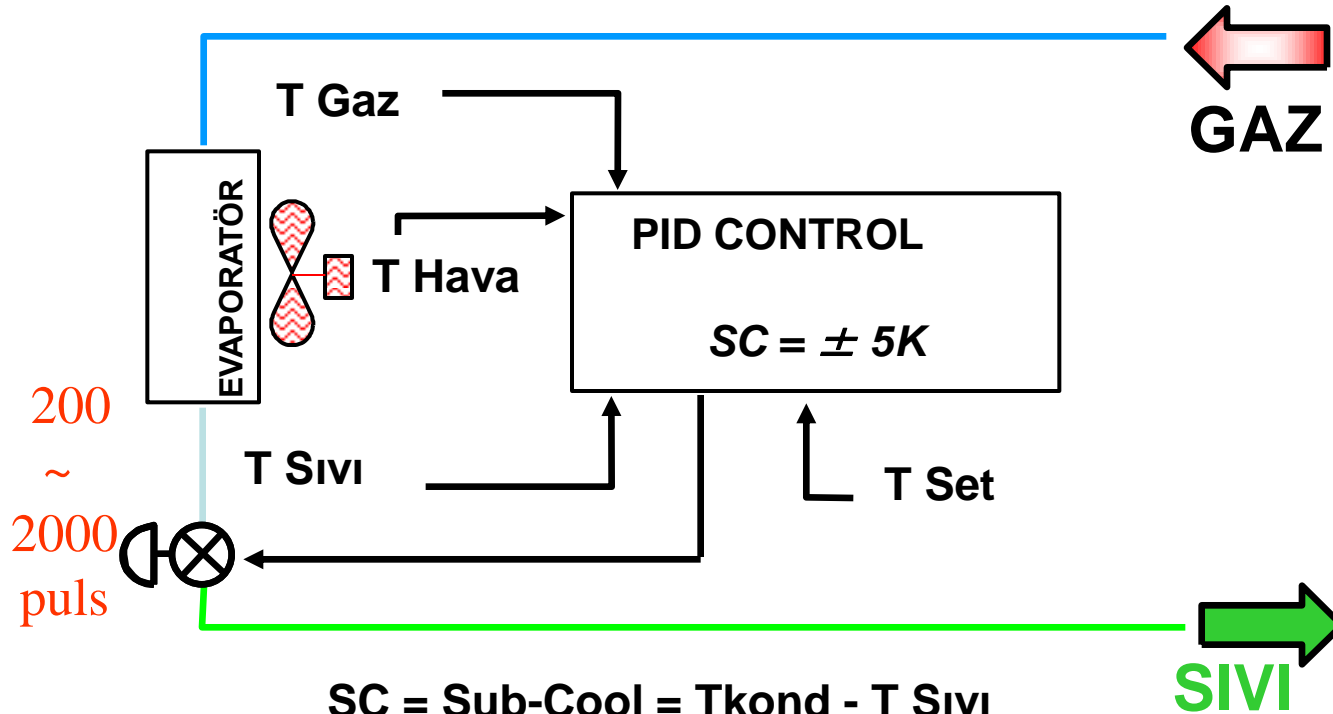 T Gaz
GAZ
EVAPORATÖR
PID CONTROL
T Hava
SC = ± 5K
200
~
2000
puls
T Sıvı
T Set
SIVI
SC = Sub-Cool = Tkond - T Sıvı